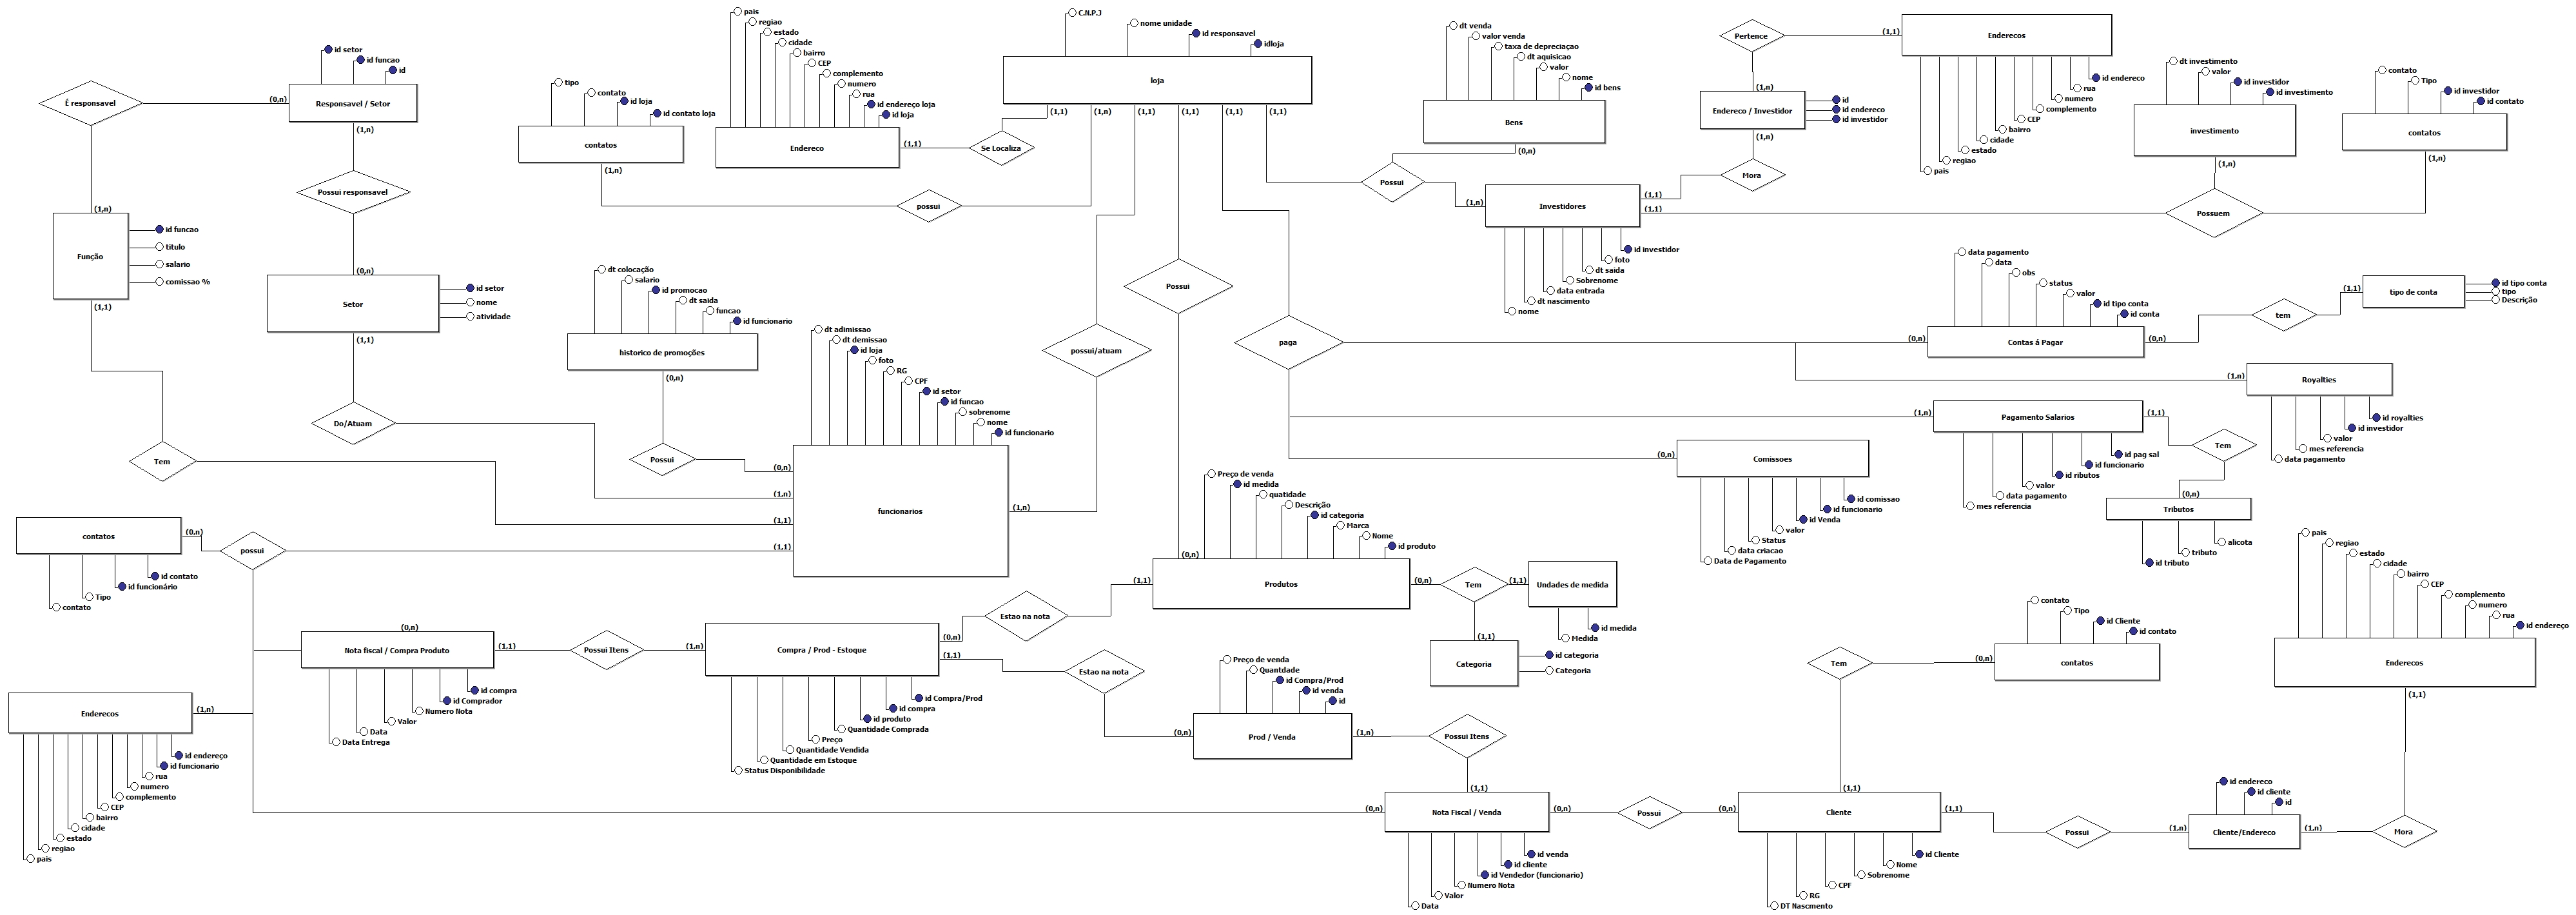 id setor
id funcao
id
Responsavel / Setor
(0,n)
(1,n)
É responsavel
Possui responsavel
(1,n)
Função
id funcao
titulo
salario
comissao %
(1,1)
(0,n)
Setor
id setor
nome
atividade
(1,1)
Do/Atuam
Tem
tipo
contato
id loja
id contato loja
contatos
(1,n)
possui
pais
regiao
estado
cidade
bairro
CEP
complemento
numero
rua
id endereço loja
id loja
Endereco
(1,1)
Se Localiza
C.N.P.J
nome unidade
id responsavel
idloja
loja
(1,1)
(1,n)
(1,1)
(1,1)
(1,1)
(1,1)
dt venda
valor venda
taxa de depreciaçao
dt aquisicao
valor
nome
id bens
Bens
(0,n)
Possui
(1,n)
Investidores
(1,1)
(1,1)
id investidor
foto
dt saida
Sobrenome
data entrada
dt nascimento
nome
Pertence
(1,1)
Enderecos
id endereco
rua
numero
complemento
CEP
bairro
cidade
estado
regiao
pais
(1,n)
Endereco / Investidor
id
id endereco
id investidor
(1,n)
Mora
dt investimento
valor
id investidor
id investimento
investimento
(1,n)
contato
Tipo
id investidor
id contato
contatos
(1,n)
Possuem
dt colocação
salario
id promocao
dt saida
funcao
id funcionario
historico de promoções
(0,n)
Possui
dt adimissao
dt demissao
id loja
foto
RG
CPF
id setor
id funcao
sobrenome
nome
id funcionario
(0,n)
(1,n)
(1,1)
(1,1)
funcionarios
(1,n)
possui/atuam
Possui
paga
data pagamento
data
obs
status
valor
id tipo conta
id conta
(0,n)
Contas á Pagar
(0,n)
tem
(1,1)
tipo de conta
id tipo conta
tipo
Descrição
(1,n)
Royalties
id royalties
id investidor
valor
mes referencia
data pagamento
(1,n)
Pagamento Salarios
(1,1)
id pag sal
id funcionario
id ributos
valor
data pagamento
mes referencia
Tem
(0,n)
Tributos
alicota
tributo
id tributo
(0,n)
Comissoes
id comissao
id funcionario
id Venda
valor
Status
data criacao
Data de Pagamento
Preço de venda
id medida
quatidade
Descrição
id categoria
Marca
Nome
id produto
(0,n)
(1,1)
Produtos
(0,n)
Tem
(1,1)
Undades de medida
id medida
Medida
(1,1)
Categoria
id categoria
Categoria
contatos
(0,n)
id contato
id funcionário
Tipo
contato
possui
Enderecos
(1,n)
id endereço
id funcionario
rua
numero
complemento
CEP
bairro
cidade
estado
regiao
pais
(0,n)
Nota fiscal / Compra Produto
(1,1)
id compra
id Comprador
Numero Nota
Valor
Data
Data Entrega
Possui Itens
(1,n)
Compra / Prod - Estoque
(0,n)
(1,1)
id Compra/Prod
id compra
id produto
Quantidade Comprada
Preço
Quantidade Vendida
Quantidade em Estoque
Status Disponibilidade
Estao na nota
Estao na nota
Preço de venda
Quantdade
id Compra/Prod
id venda
id
(0,n)
Prod / Venda
(1,n)
Possui Itens
(1,1)
(0,n)
Nota Fiscal / Venda
(0,n)
id venda
id cliente
id Vendedor (funcionario)
Numero Nota
Valor
Data
Possui
(0,n)
(1,1)
Cliente
(1,1)
id Cliente
Nome
Sobrenome
CPF
RG
DT Nascmento
Tem
contato
Tipo
id Cliente
id contato
(0,n)
contatos
Possui
(1,n)
id endereco
id cliente
id
Cliente/Endereco
(1,n)
Mora
pais
regiao
estado
cidade
bairro
CEP
complemento
numero
rua
id endereço
Enderecos
(1,1)